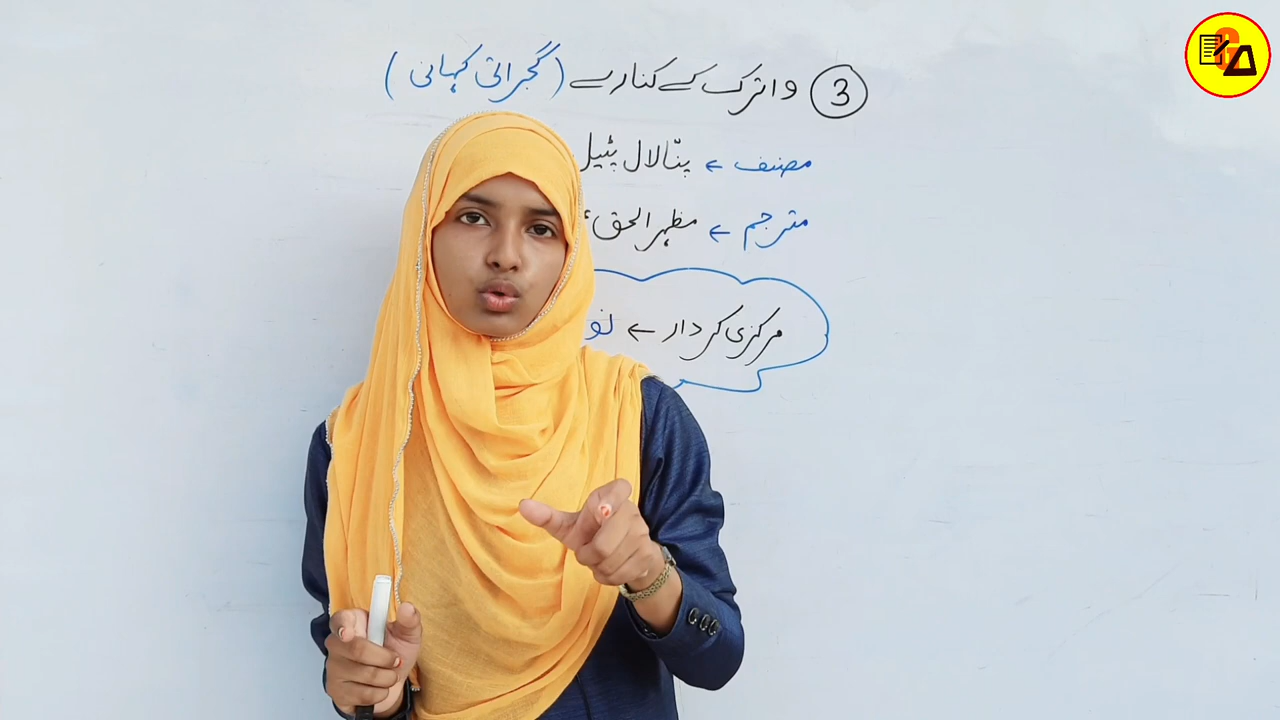 3 واترک کے کنارے (گجراتی کہانی)
مصنف ← پنّالال پٹیل
مترجم ← مظہر الحق
مرکزی کردار ←